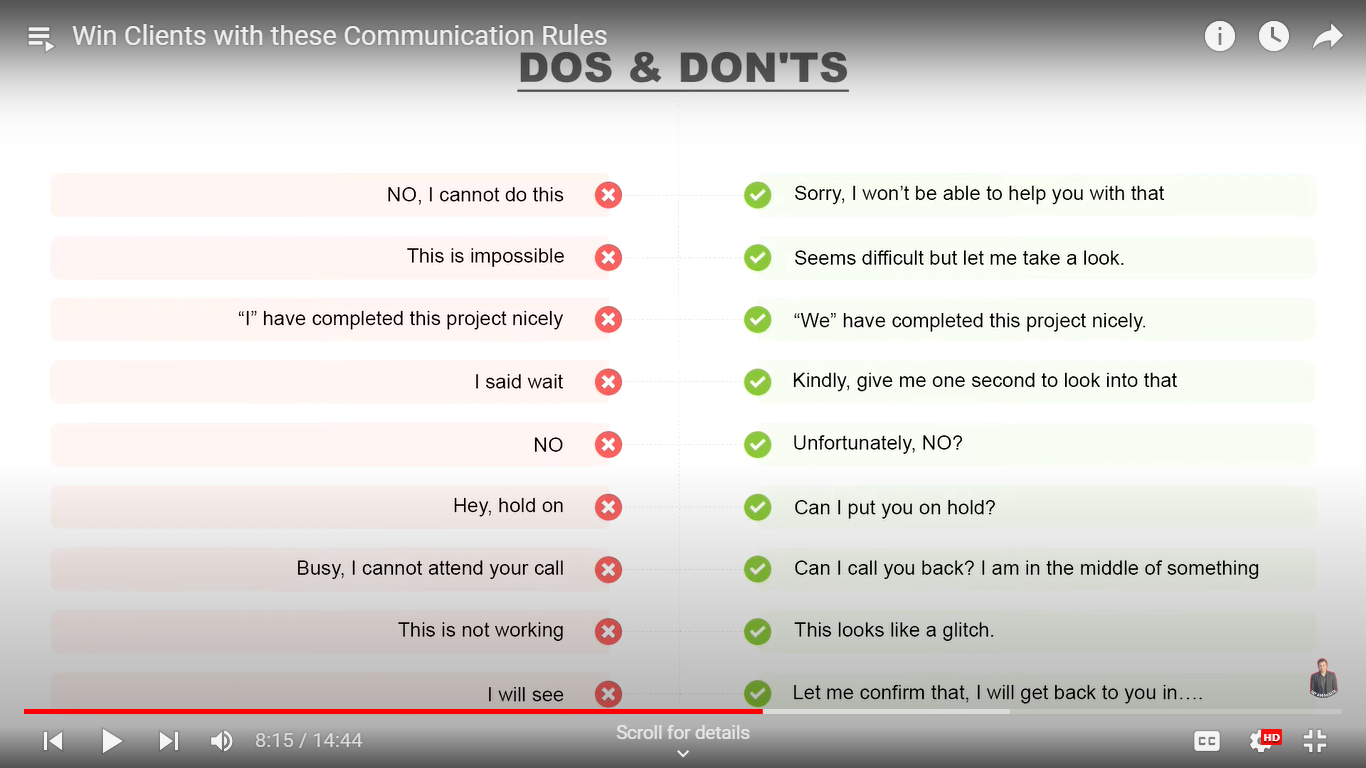 Win Clients with these Communication Rules
DOS & DON'TS
NO, I cannot do this
Sorry, I won’t be able to help you with that
This is impossible
Seems difficult but let me take a look.
“I” have completed this project nicely
“We” have completed this project nicely.
I said wait
Kindly, give me one second to look into that
NO
Unfortunately, NO?
Hey, hold on
Can I put you on hold?
Busy, I cannot attend your call
Can I call you back? I am in the middle of something
This is not working
This looks like a glitch.
I will see
Let me confirm that, I will get back to you in….
8:15 / 14:44
Scroll for details
CC
HD